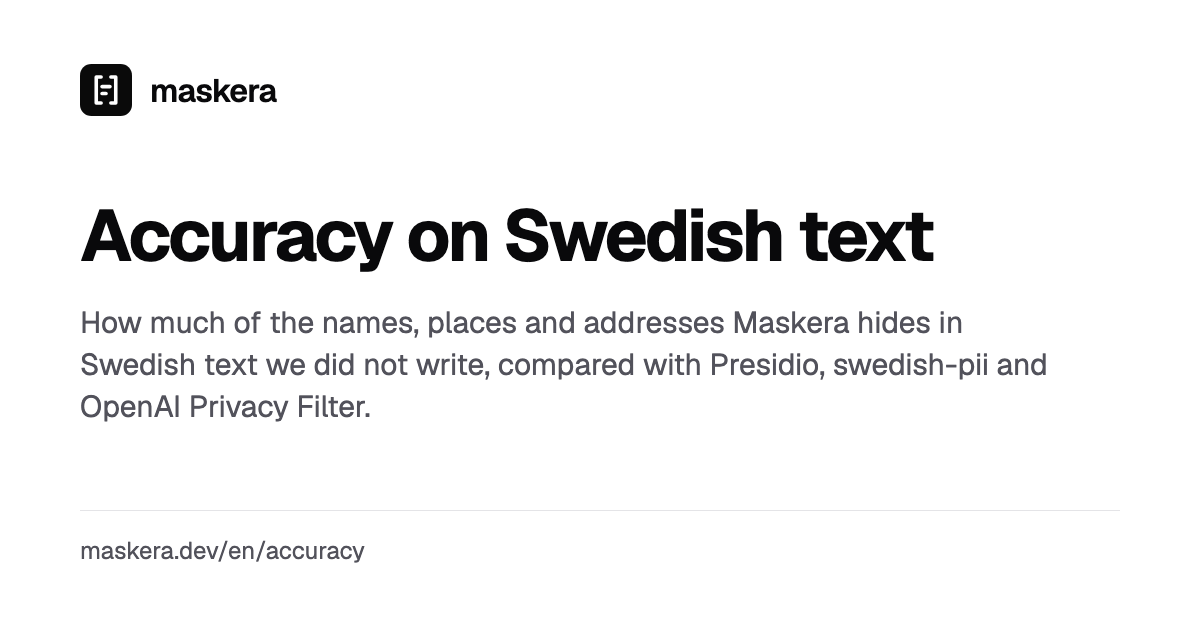 maskera
Accuracy on Swedish text
How much of the names, places and addresses Maskera hides in
Swedish text we did not write, compared with Presidio, swedish-pii and
OpenAI Privacy Filter.
maskera.dev/en/accuracy